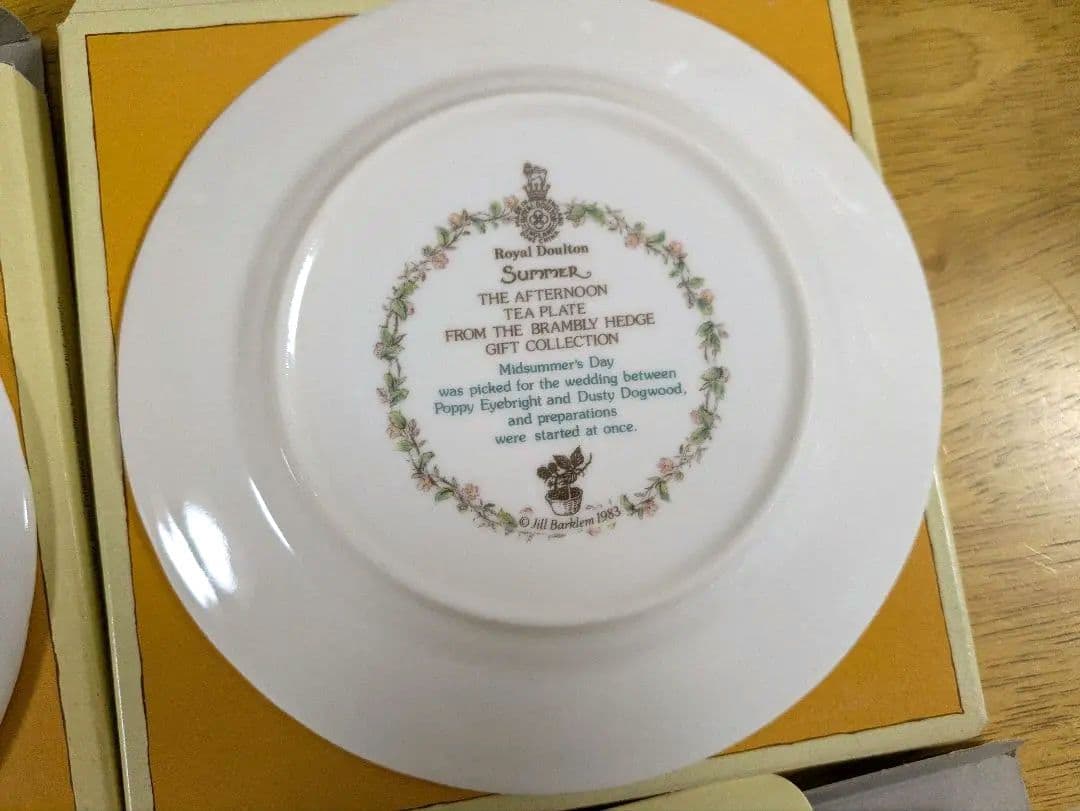 Royal Doulton
Summer
THE AFTERNOON
TEA PLATE
FROM THE BRAMBLY HEDGE
GIFT COLLECTION
Midsummer's Day
was picked for the wedding between
Poppy Eyebright and Dusty Dogwood,
and preparations
were started at once.
© Jill Barklem 1983